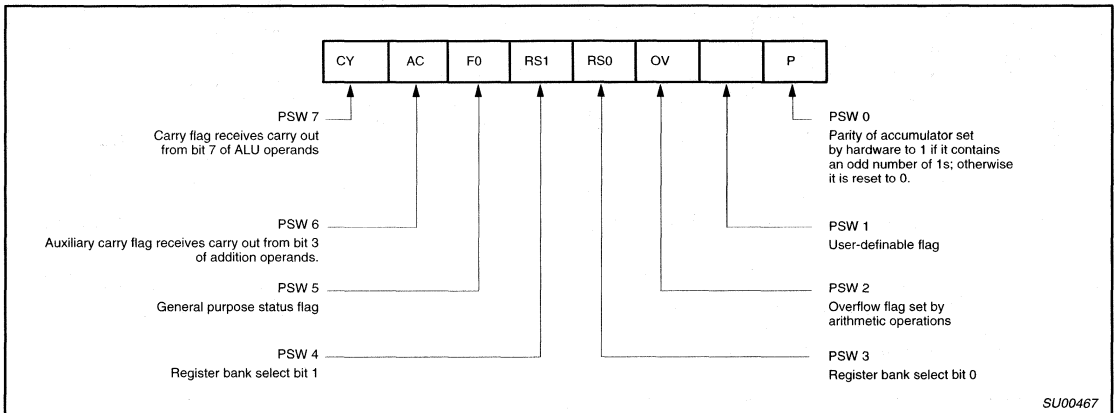 CY AC F0 RS1 RS0 OV P
PSW 7
Carry flag receives carry out
from bit 7 of ALU operands
PSW 6
Auxiliary carry flag receives carry out from bit 3
of addition operands.
PSW 5
General purpose status flag
PSW 4
Register bank select bit 1
PSW 0
Parity of accumulator set
by hardware to 1 if it contains
an odd number of 1s; otherwise
it is reset to 0.
PSW 1
User-definable flag
PSW 2
Overflow flag set by
arithmetic operations
PSW 3
Register bank select bit 0
SU00467